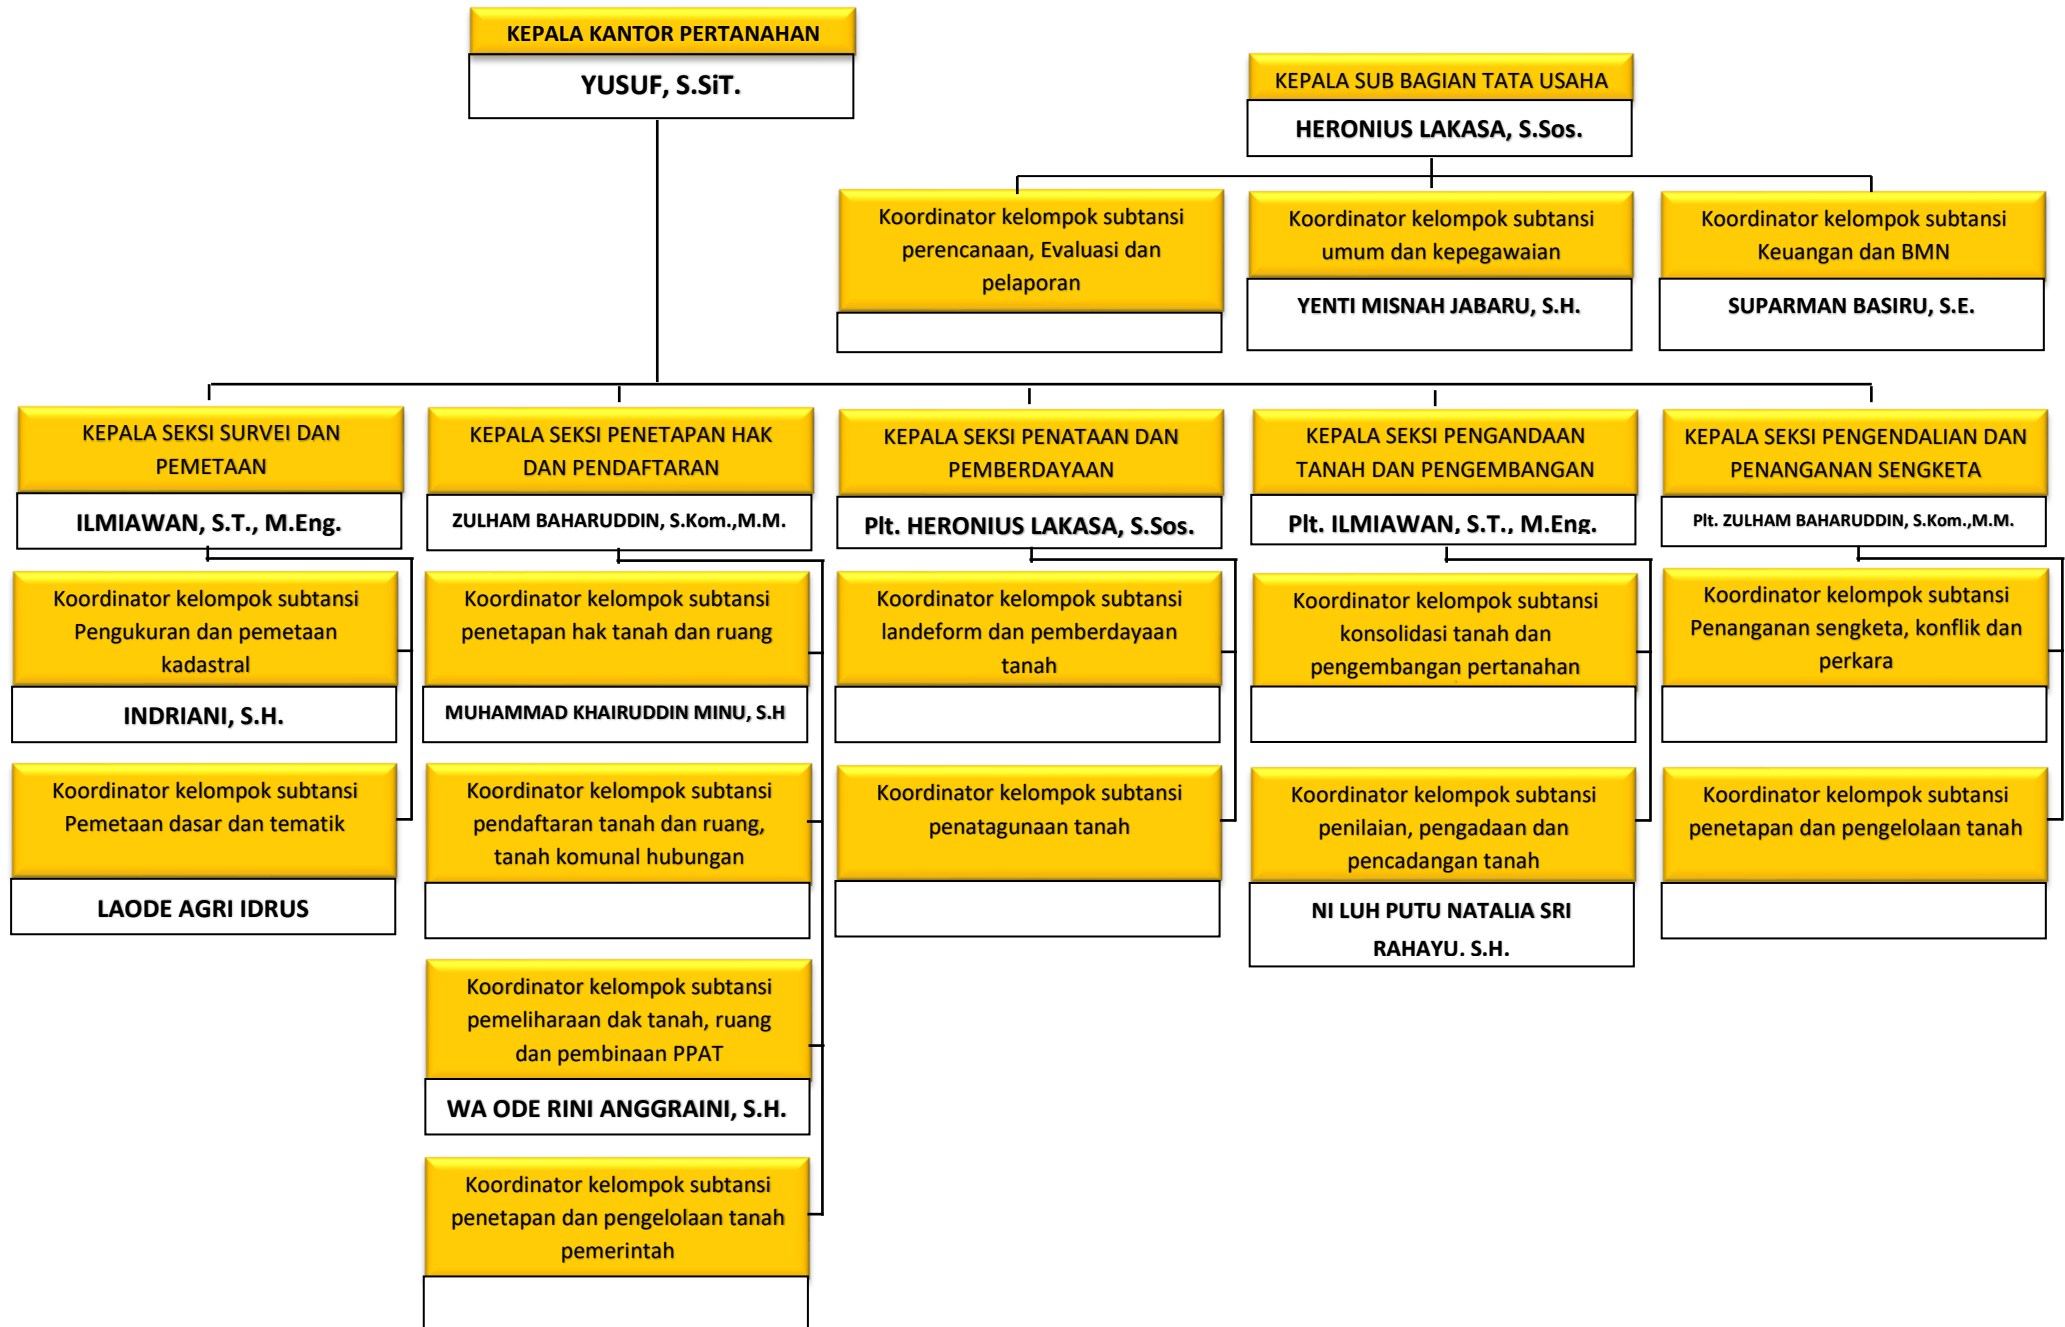 KEPALA KANTOR PERTANAHAN
YUSUF, S.SiT.
KEPALA SUB BAGIAN TATA USAHA
HERONIUS LAKASA, S.Sos.
Koordinator kelompok subtansi
perencanaan, Evaluasi dan
pelaporan
Koordinator kelompok subtansi
umum dan kepegawaian
YENTI MISNAH JABARU, S.H.
Koordinator kelompok subtansi
Keuangan dan BMN
SUPARMAN BASIRU, S.E.
KEPALA SEKSI SURVEI DAN
PEMETAAN
ILMIAWAN, S.T., M.Eng.
Koordinator kelompok subtansi
Pengukuran dan pemetaan
kadastral
INDRIANI, S.H.
Koordinator kelompok subtansi
Pemetaan dasar dan tematik
LAODE AGRI IDRUS
KEPALA SEKSI PENETAPAN HAK
DAN PENDAFTARAN
ZULHAM BAHARUDDIN, S.Kom.,M.M.
Koordinator kelompok subtansi
penetapan hak tanah dan ruang
MUHAMMAD KHAIRUDDIN MINU, S.H
Koordinator kelompok subtansi
pendaftaran tanah dan ruang,
tanah komunal hubungan
Koordinator kelompok subtansi
pemeliharaan dak tanah, ruang
dan pembinaan PPAT
WA ODE RINI ANGGRAINI, S.H.
Koordinator kelompok subtansi
penetapan dan pengelolaan tanah
pemerintah
KEPALA SEKSI PENATAAN DAN
PEMBERDAYAAN
Plt. HERONIUS LAKASA, S.Sos.
Koordinator kelompok subtansi
landeform dan pemberdayaan
tanah
Koordinator kelompok subtansi
penatagunaan tanah
KEPALA SEKSI PENGANDAAN
TANAH DAN PENGEMBANGAN
Plt. ILMIAWAN, S.T., M.Eng.
Koordinator kelompok subtansi
konsolidasi tanah dan
pengembangan pertanahan
Koordinator kelompok subtansi
penilaian, pengadaan dan
pencadangan tanah
NI LUH PUTU NATALIA SRI
RAHAYU. S.H.
KEPALA SEKSI PENGENDALIAN DAN
PENANGANAN SENGKETA
Plt. ZULHAM BAHARUDDIN, S.Kom.,M.M.
Koordinator kelompok subtansi
Penanganan sengketa, konflik dan
perkara
Koordinator kelompok subtansi
penetapan dan pengelolaan tanah